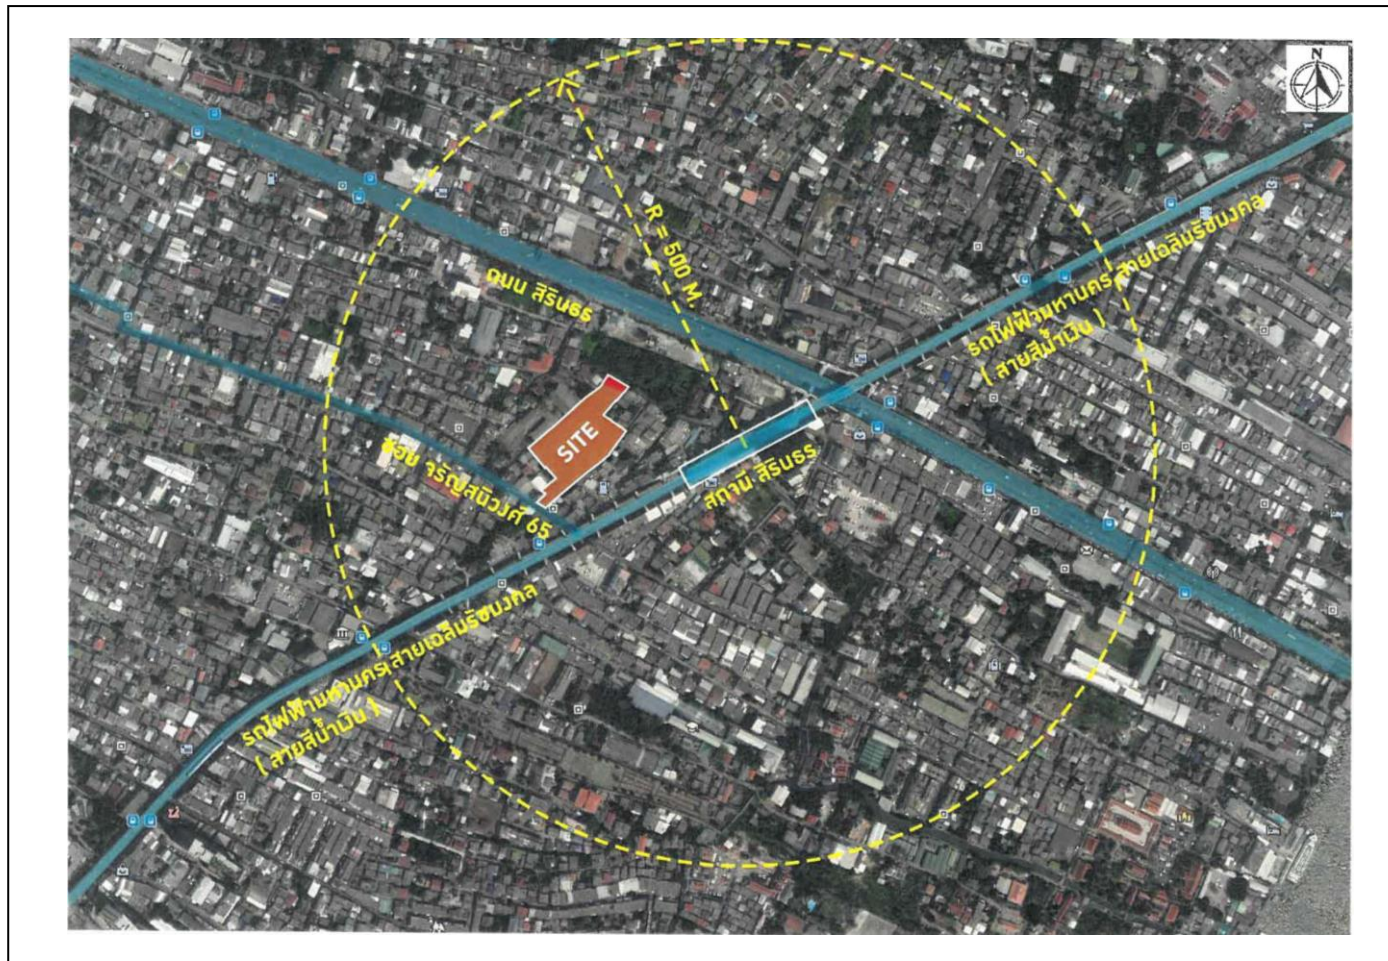 N
R = 500 M
ถนน สิรินธร
รถไฟฟ้ามหานคร สายเฉลิมรัชมงคล
( สายสีน้ำเงิน )
SITE
ซอย จรัญสนิวงศ์ 65
สถานี สิรินธร
รถไฟฟ้ามหานคร สายเฉลิมรัชมงคล
( สายสีน้ำเงิน )